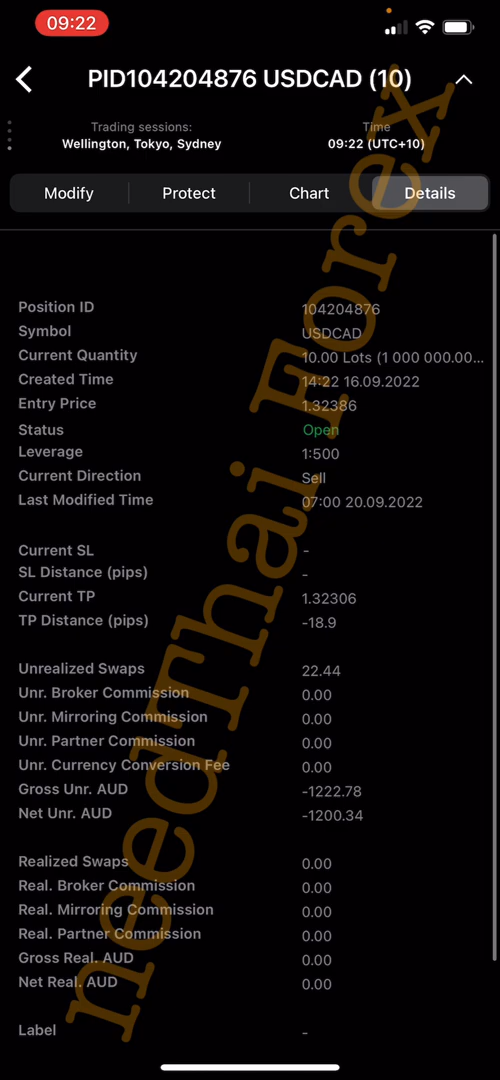 09:22
PID104204876 USDCAD (10)
Trading sessions: Time
Wellington, Tokyo, Sydney 09:22 (UTC+10)
Modify Protect Chart Details
Position ID 104204876
Symbol USDCAD
Current Quantity 10.00 Lots (1 000 000.00...
Created Time 14:22 16.09.2022
Entry Price 1.32386
Status Open
Leverage 1:500
Current Direction Sell
Last Modified Time 07:00 20.09.2022
Current SL -
SL Distance (pips) -
Current TP 1.32306
TP Distance (pips) -18.9
Unrealized Swaps 22.44
Unr. Broker Commission 0.00
Unr. Mirroring Commission 0.00
Unr. Partner Commission 0.00
Unr. Currency Conversion Fee 0.00
Gross Unr. AUD -1222.78
Net Unr. AUD -1200.34
Realized Swaps 0.00
Real. Broker Commission 0.00
Real. Mirroring Commission 0.00
Real. Partner Commission 0.00
Gross Real. AUD 0.00
Net Real. AUD 0.00
Label -
needThai Forex